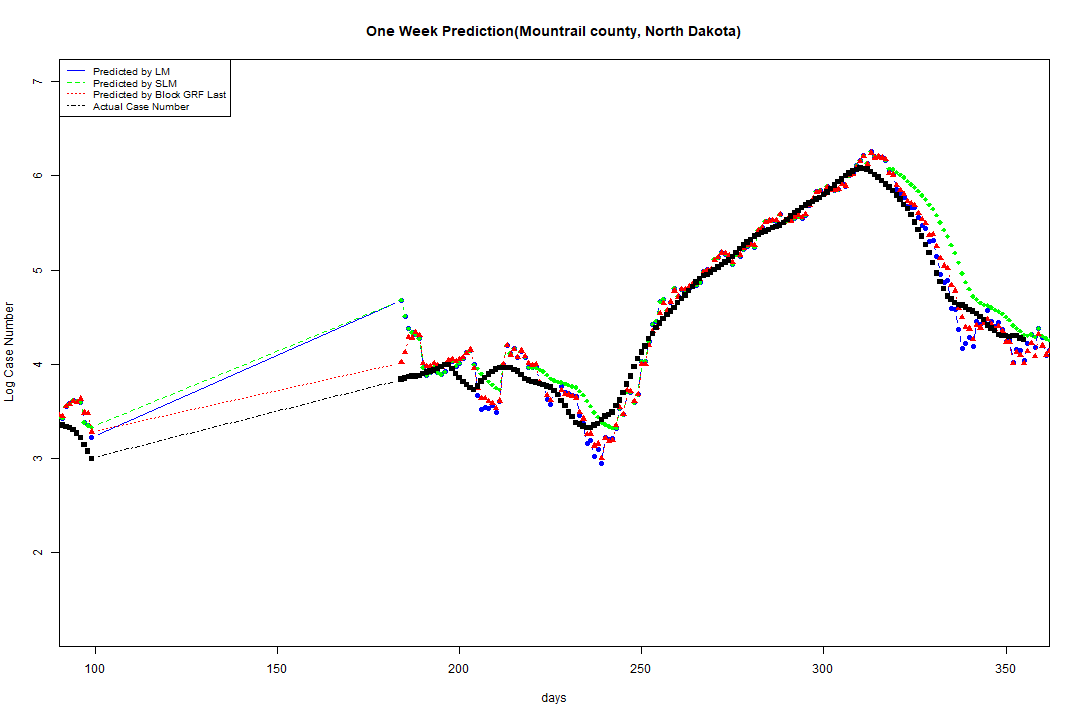 One Week Prediction(Mountrail county, North Dakota)
Predicted by LM
Predicted by SLM
Predicted by Block GRF Last
Actual Case Number
7
6
5
4
3
2
Log Case Number
100 150 200 250 300 350
days